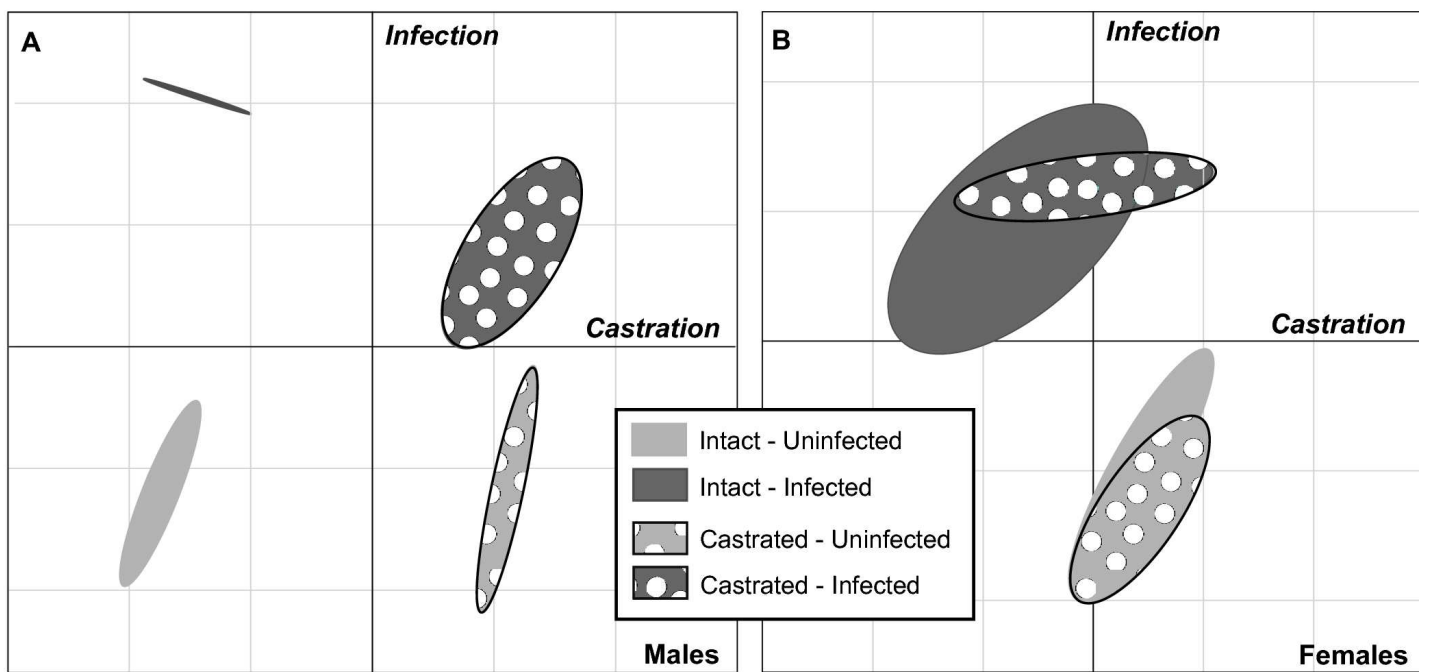 A
Infection
Castration
Males
B
Infection
Castration
Females
Intact - Uninfected
Intact - Infected
Castrated - Uninfected
Castrated - Infected